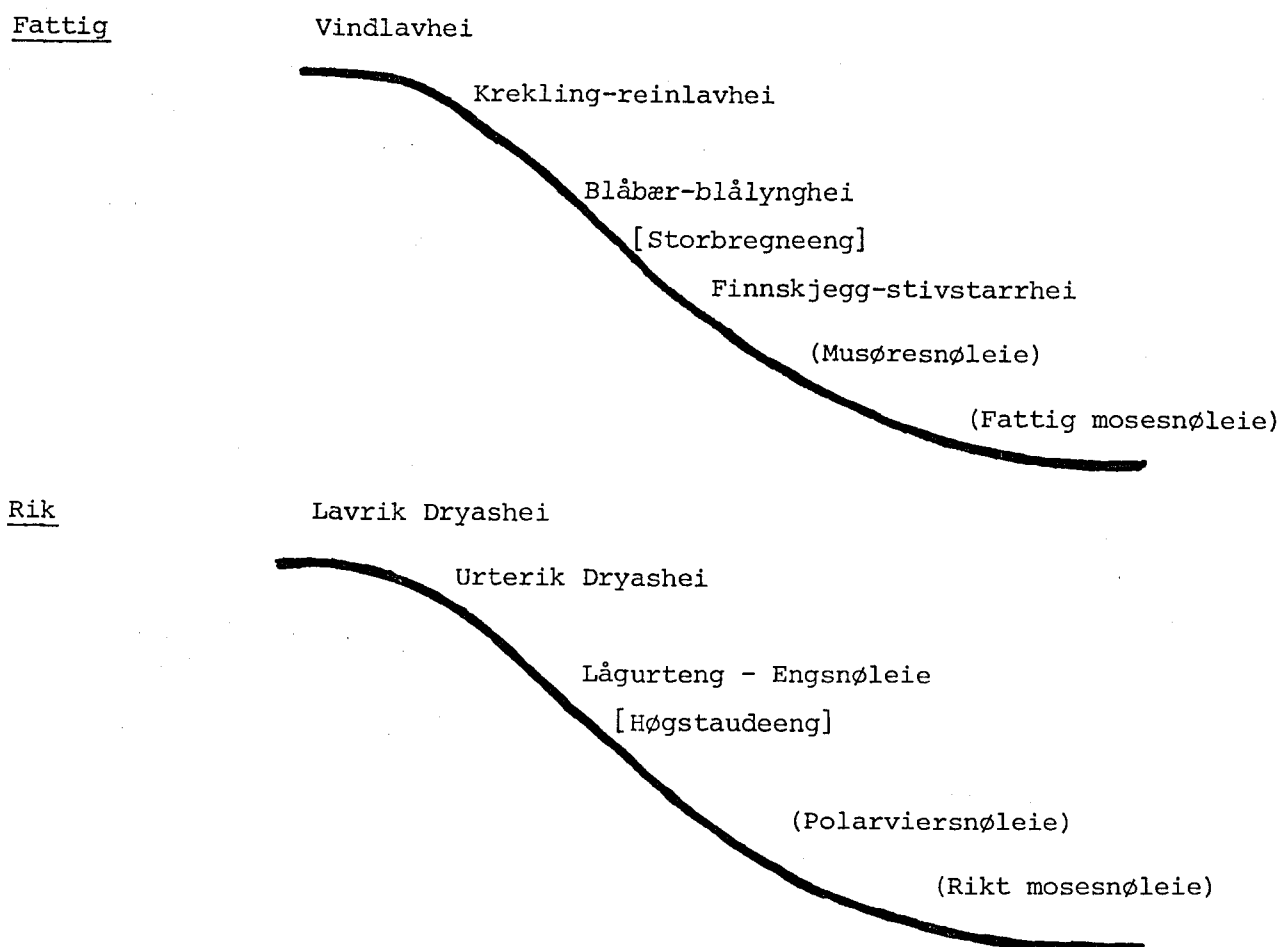 Fattig Vindlavhei
Krekling-reinlavhei
Blåbær-blålynghei
[Storbregneeng]
Finnskjegg-stivstarrhei
(Musøresnøleie)
(Fattig mosesnøleie)
Rik Lavrik Dryashei
Urterik Dryashei
Lågurteng - Engsnøleie
[Høgstaudeeng]
(Polarviersnøleie)
(Rikt mosesnøleie)